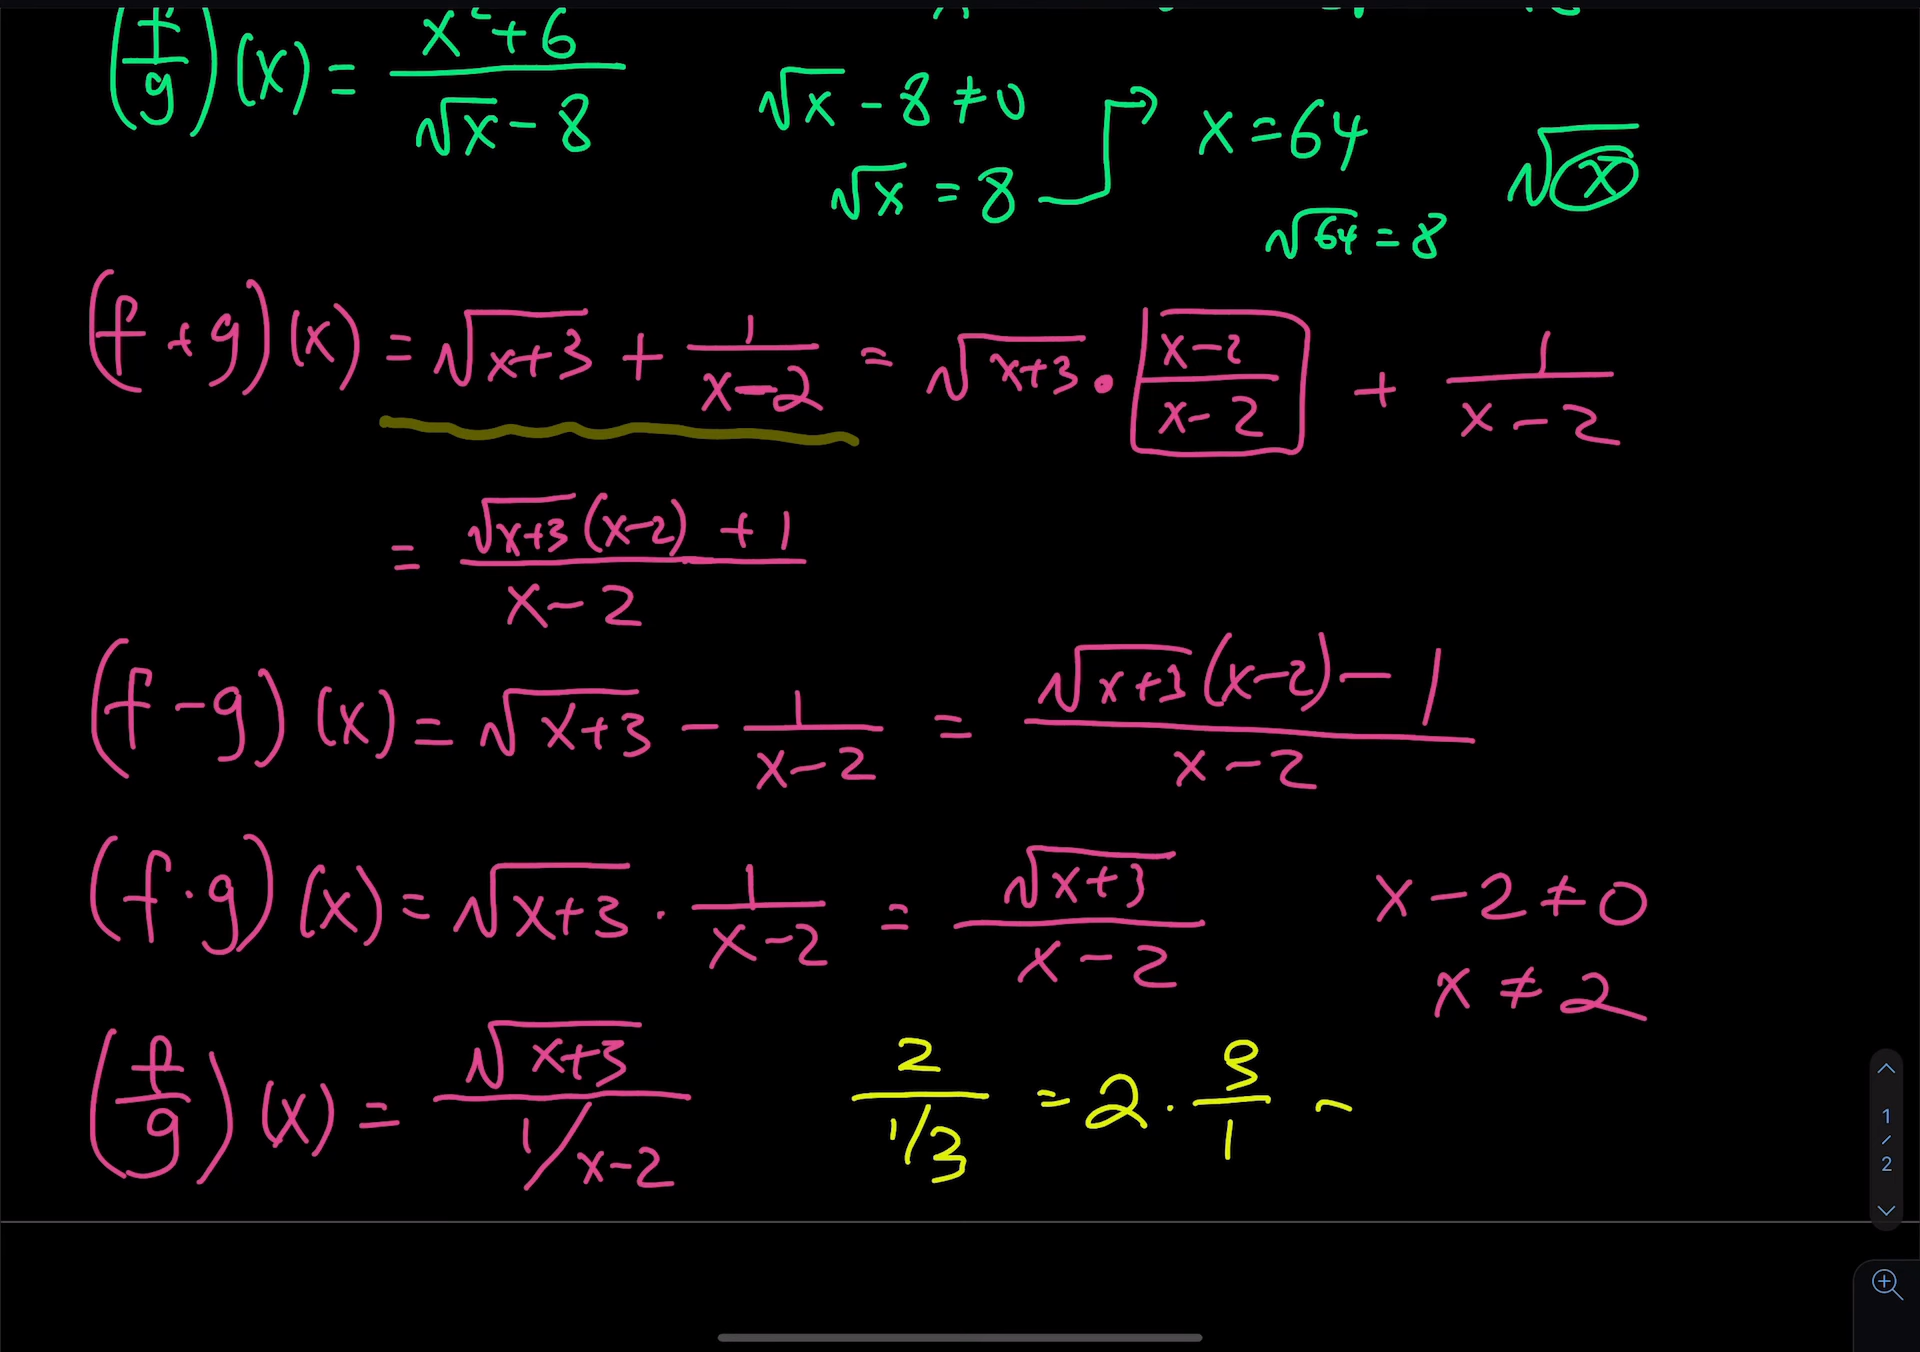 (f/g)(x) = (x²+6)/(√x - 8)
√x - 8 ≠ 0
√x = 8
x = 64
√64 = 8
√x
(f+g)(x) = √(x+3) + 1/(x-2) = √(x+3) · (x-2)/(x-2) + 1/(x-2)
= (√(x+3)(x-2) + 1)/(x-2)
(f-g)(x) = √(x+3) - 1/(x-2) = (√(x+3)(x-2) - 1)/(x-2)
(f·g)(x) = √(x+3) · 1/(x-2) = √(x+3)/(x-2)
x-2 ≠ 0
x ≠ 2
(f/g)(x) = √(x+3)/(1/(x-2))
2/(1/3) = 2 · 3/1 -
1
/
2